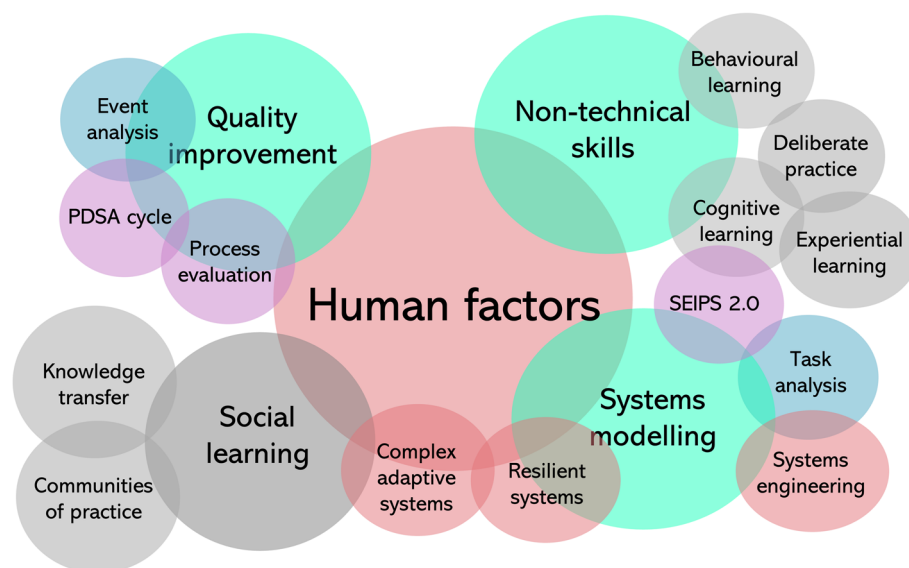 Event
analysis
Quality
improvement
PDSA cycle
Process
evaluation
Non-technical
skills
Behavioural
learning
Deliberate
practice
Cognitive
learning
Experiential
learning
Human factors
SEIPS 2.0
Task
analysis
Systems
modelling
Systems
engineering
Knowledge
transfer
Social
learning
Communities
of practice
Complex
adaptive
systems
Resilient
systems